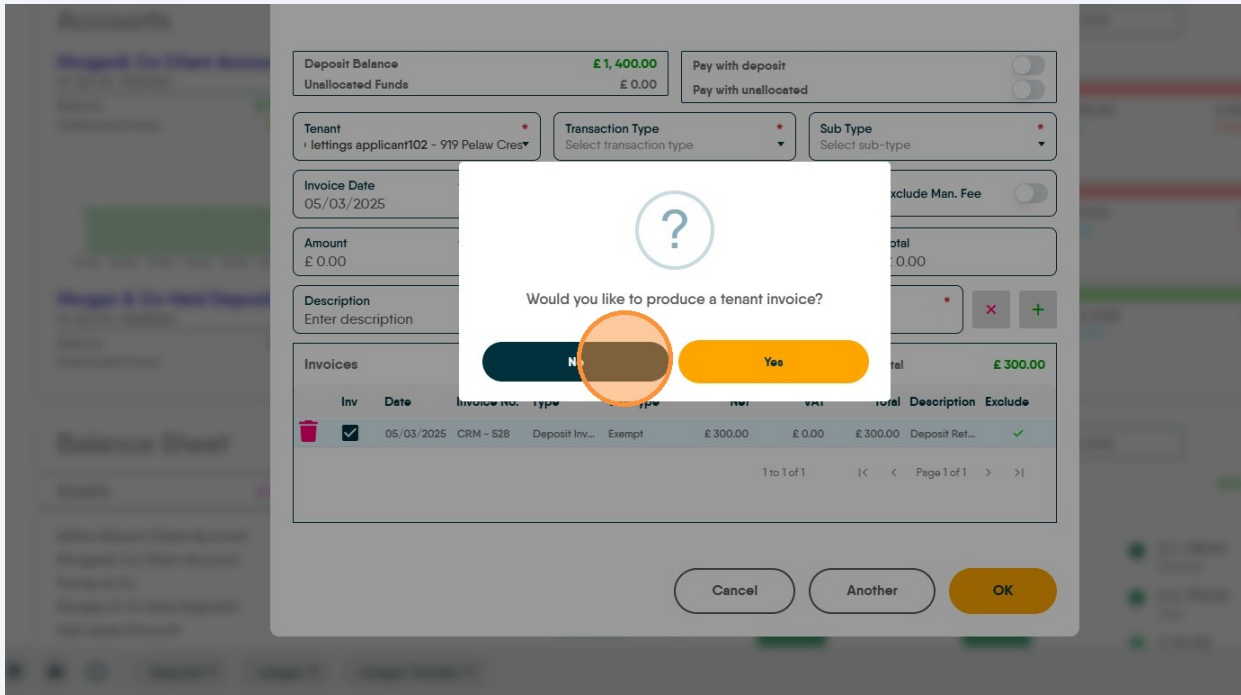 Accounts
Deposit Balance £ 1, 400.00
Unallocated Funds £ 0.00
Pay with deposit
Pay with unallocated
Tenant *
lettings applicant102 - 919 Pelaw Cres
Transaction Type *
Select transaction type
Sub Type *
Select sub-type
Invoice Date
05/03/2025
xclude Man. Fee
Amount
£ 0.00
otal
0.00
Description
Enter description
*
Would you like to produce a tenant invoice?
No
Yes
Invoices
tal £ 300.00
Inv Date Invoice No. Type Net VAT Total Description Exclude
05/03/2025 CRM - 528 Deposit Inv... Exempt £ 300.00 £ 0.00 £ 300.00 Deposit Ret...
1 to 1 of 1 |< < Page 1 of 1 > >|
Cancel
Another
OK
Balance Sheet